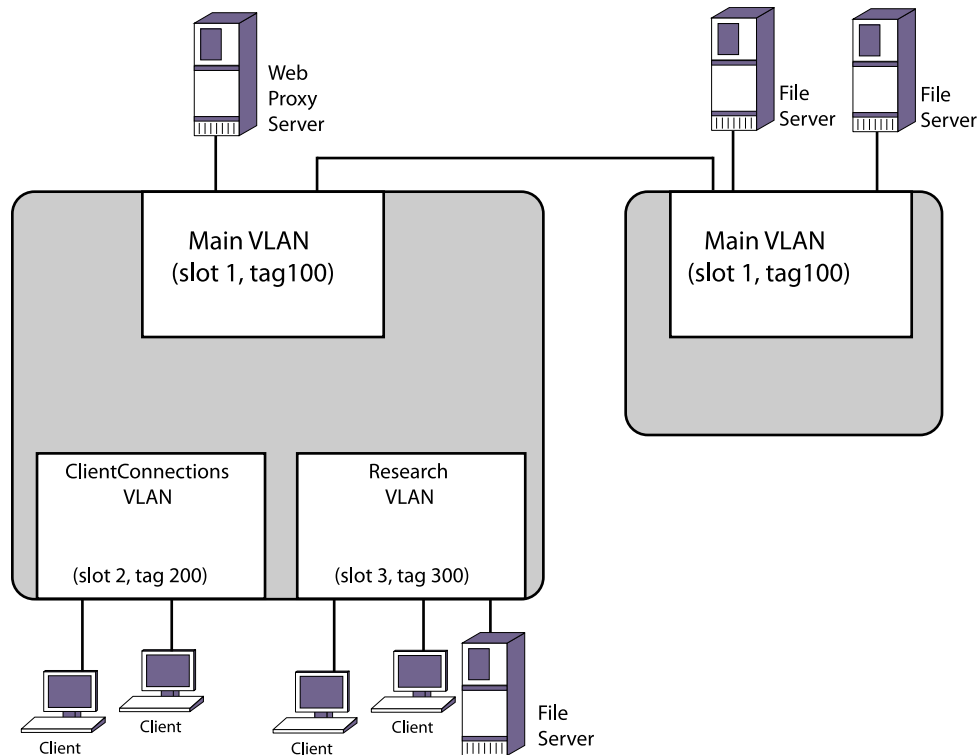 Web
Proxy
Server
File
Server
File
Server
Main VLAN
(slot 1, tag100)
Main VLAN
(slot 1, tag100)
ClientConnections
VLAN
(slot 2, tag 200)
Research
VLAN
(slot 3, tag 300)
Client
Client
Client
Client
File
Server